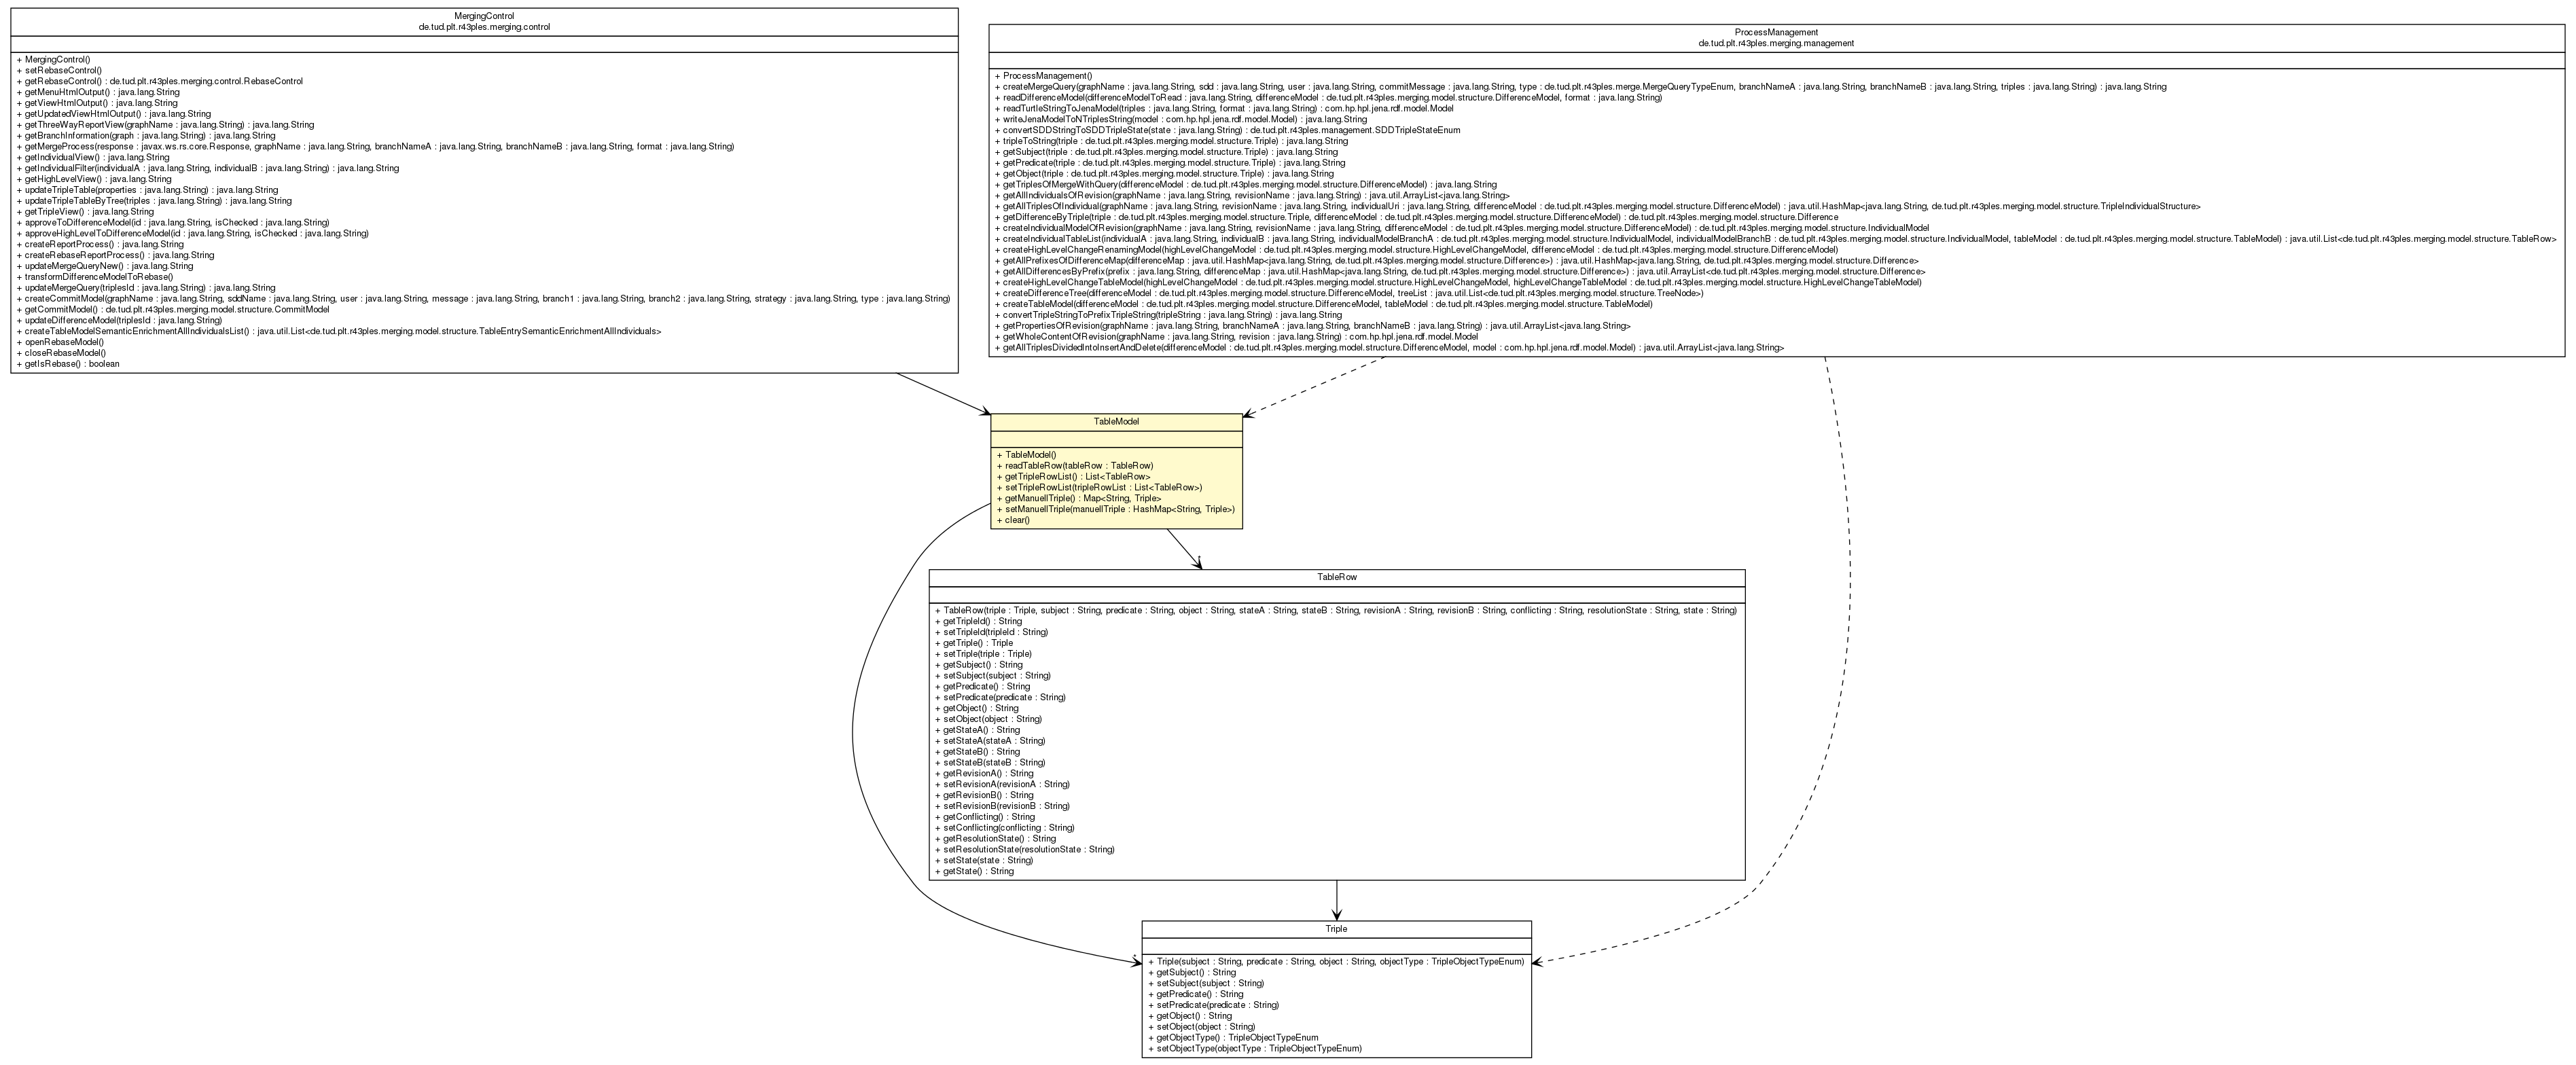 MergingControl
de.tud.plt.r43ples.merging.control
+ MergingControl()
+ setRebaseControl()
+ getRebaseControl() : de.tud.plt.r43ples.merging.control.RebaseControl
+ getMenuHtmlOutput() : java.lang.String
+ getViewHtmlOutput() : java.lang.String
+ getUpdatedViewHtmlOutput() : java.lang.String
+ getThreeWayReportView(graphName : java.lang.String) : java.lang.String
+ getBranchInformation(graph : java.lang.String) : java.lang.String
+ getMergeProcess(response : javax.ws.rs.core.Response, graphName : java.lang.String, branchNameA : java.lang.String, branchNameB : java.lang.String, format : java.lang.String)
+ getIndividualView() : java.lang.String
+ getIndividualFilter(individualA : java.lang.String, individualB : java.lang.String) : java.lang.String
+ getHighLevelView() : java.lang.String
+ updateTripleTable(properties : java.lang.String) : java.lang.String
+ updateTripleTableByTree(triples : java.lang.String) : java.lang.String
+ getTripleView() : java.lang.String
+ approveToDifferenceModel(id : java.lang.String, isChecked : java.lang.String)
+ approveHighLevelToDifferenceModel(id : java.lang.String, isChecked : java.lang.String)
+ createReportProcess() : java.lang.String
+ createRebaseReportProcess() : java.lang.String
+ updateMergeQueryNew() : java.lang.String
+ transformDifferenceModelToRebase()
+ updateMergeQuery(triplesId : java.lang.String) : java.lang.String
+ createCommitModel(graphName : java.lang.String, sddName : java.lang.String, user : java.lang.String, message : java.lang.String, branch1 : java.lang.String, branch2 : java.lang.String, strategy : java.lang.String, type : java.lang.String)
+ getCommitModel() : de.tud.plt.r43ples.merging.model.structure.CommitModel
+ updateDifferenceModel(triplesId : java.lang.String)
+ createTableModelSemanticEnrichmentAllIndividualsList() : java.util.List<de.tud.plt.r43ples.merging.model.structure.TableEntrySemanticEnrichmentAllIndividuals>
+ openRebaseModel()
+ closeRebaseModel()
+ getIsRebase() : boolean
ProcessManagement
de.tud.plt.r43ples.merging.management
+ ProcessManagement()
+ createMergeQuery(graphName : java.lang.String, sdd : java.lang.String, user : java.lang.String, commitMessage : java.lang.String, type : de.tud.plt.r43ples.merge.MergeQueryTypeEnum, branchNameA : java.lang.String, branchNameB : java.lang.String, triples : java.lang.String) : java.lang.String
+ readDifferenceModel(differenceModelToRead : java.lang.String, differenceModel : de.tud.plt.r43ples.merging.model.structure.DifferenceModel, format : java.lang.String)
+ readTurtleStringToJenaModel(triples : java.lang.String, format : java.lang.String) : com.hp.hpl.jena.rdf.model.Model
+ writeJenaModelToNTriplesString(model : com.hp.hpl.jena.rdf.model.Model) : java.lang.String
+ convertSDDStringToSDDTripleState(state : java.lang.String) : de.tud.plt.r43ples.management.SDDTripleStateEnum
+ tripleToString(triple : de.tud.plt.r43ples.merging.model.structure.Triple) : java.lang.String
+ getSubject(triple : de.tud.plt.r43ples.merging.model.structure.Triple) : java.lang.String
+ getPredicate(triple : de.tud.plt.r43ples.merging.model.structure.Triple) : java.lang.String
+ getObject(triple : de.tud.plt.r43ples.merging.model.structure.Triple) : java.lang.String
+ getTriplesOfMergeWithQuery(differenceModel : de.tud.plt.r43ples.merging.model.structure.DifferenceModel) : java.lang.String
+ getAllIndividualsOfRevision(graphName : java.lang.String, revisionName : java.lang.String) : java.util.ArrayList<java.lang.String>
+ getAllTriplesOfIndividual(graphName : java.lang.String, revisionName : java.lang.String, individualUri : java.lang.String, differenceModel : de.tud.plt.r43ples.merging.model.structure.DifferenceModel) : java.util.HashMap<java.lang.String, de.tud.plt.r43ples.merging.model.structure.TripleIndividualStructure>
+ getDifferenceByTriple(triple : de.tud.plt.r43ples.merging.model.structure.Triple, differenceModel : de.tud.plt.r43ples.merging.model.structure.DifferenceModel) : de.tud.plt.r43ples.merging.model.structure.Difference
+ createIndividualModelOfRevision(graphName : java.lang.String, revisionName : java.lang.String, differenceModel : de.tud.plt.r43ples.merging.model.structure.DifferenceModel) : de.tud.plt.r43ples.merging.model.structure.IndividualModel
+ createIndividualTableList(individualA : java.lang.String, individualB : java.lang.String, individualModelBranchA : de.tud.plt.r43ples.merging.model.structure.IndividualModel, individualModelBranchB : de.tud.plt.r43ples.merging.model.structure.IndividualModel, tableModel : de.tud.plt.r43ples.merging.model.structure.TableModel) : java.util.List<de.tud.plt.r43ples.merging.model.structure.TableRow>
+ createHighLevelChangeRenamingModel(highLevelChangeModel : de.tud.plt.r43ples.merging.model.structure.HighLevelChangeModel, differenceModel : de.tud.plt.r43ples.merging.model.structure.DifferenceModel)
+ getAllPrefixesOfDifferenceMap(differenceMap : java.util.HashMap<java.lang.String, de.tud.plt.r43ples.merging.model.structure.Difference>) : java.util.HashMap<java.lang.String, de.tud.plt.r43ples.merging.model.structure.Difference>
+ getAllDifferencesByPrefix(prefix : java.lang.String, differenceMap : java.util.HashMap<java.lang.String, de.tud.plt.r43ples.merging.model.structure.Difference>) : java.util.ArrayList<de.tud.plt.r43ples.merging.model.structure.Difference>
+ createHighLevelChangeTableModel(highLevelChangeModel : de.tud.plt.r43ples.merging.model.structure.HighLevelChangeModel, highLevelChangeTableModel : de.tud.plt.r43ples.merging.model.structure.HighLevelChangeTableModel)
+ createDifferenceTree(differenceModel : de.tud.plt.r43ples.merging.model.structure.DifferenceModel, treeList : java.util.List<de.tud.plt.r43ples.merging.model.structure.TreeNode>)
+ createTableModel(differenceModel : de.tud.plt.r43ples.merging.model.structure.DifferenceModel, tableModel : de.tud.plt.r43ples.merging.model.structure.TableModel)
+ convertTripleStringToPrefixTripleString(tripleString : java.lang.String) : java.lang.String
+ getPropertiesOfRevision(graphName : java.lang.String, branchNameA : java.lang.String, branchNameB : java.lang.String) : java.util.ArrayList<java.lang.String>
+ getWholeContentOfRevision(graphName : java.lang.String, revision : java.lang.String) : com.hp.hpl.jena.rdf.model.Model
+ getAllTriplesDividedIntoInsertAndDelete(differenceModel : de.tud.plt.r43ples.merging.model.structure.DifferenceModel, model : com.hp.hpl.jena.rdf.model.Model) : java.util.ArrayList<java.lang.String>
TableModel
+ TableModel()
+ readTableRow(tableRow : TableRow)
+ getTripleRowList() : List<TableRow>
+ setTripleRowList(tripleRowList : List<TableRow>)
+ getManuellTriple() : Map<String, Triple>
+ setManuellTriple(manuellTriple : HashMap<String, Triple>)
+ clear()
*
TableRow
+ TableRow(triple : Triple, subject : String, predicate : String, object : String, stateA : String, stateB : String, revisionA : String, revisionB : String, conflicting : String, resolutionState : String, state : String)
+ getTripleId() : String
+ setTripleId(tripleId : String)
+ getTriple() : Triple
+ setTriple(triple : Triple)
+ getSubject() : String
+ setSubject(subject : String)
+ getPredicate() : String
+ setPredicate(predicate : String)
+ getObject() : String
+ setObject(object : String)
+ getStateA() : String
+ setStateA(stateA : String)
+ getStateB() : String
+ setStateB(stateB : String)
+ getRevisionA() : String
+ setRevisionA(revisionA : String)
+ getRevisionB() : String
+ setRevisionB(revisionB : String)
+ getConflicting() : String
+ setConflicting(conflicting : String)
+ getResolutionState() : String
+ setResolutionState(resolutionState : String)
+ setState(state : String)
+ getState() : String
*
Triple
+ Triple(subject : String, predicate : String, object : String, objectType : TripleObjectTypeEnum)
+ getSubject() : String
+ setSubject(subject : String)
+ getPredicate() : String
+ setPredicate(predicate : String)
+ getObject() : String
+ setObject(object : String)
+ getObjectType() : TripleObjectTypeEnum
+ setObjectType(objectType : TripleObjectTypeEnum)